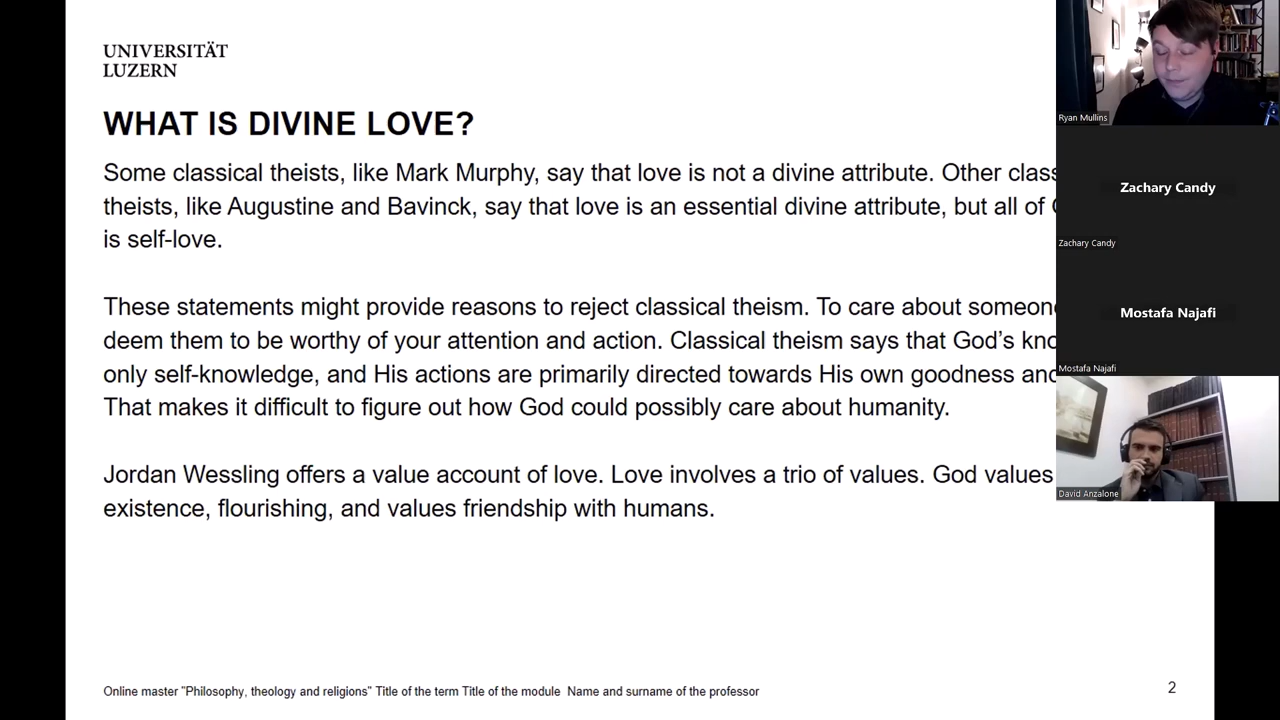 UNIVERSITÄT
LUZERN
WHAT IS DIVINE LOVE?
Some classical theists, like Mark Murphy, say that love is not a divine attribute. Other class
theists, like Augustine and Bavinck, say that love is an essential divine attribute, but all of
is self-love.
These statements might provide reasons to reject classical theism. To care about someon
deem them to be worthy of your attention and action. Classical theism says that God’s kno
only self-knowledge, and His actions are primarily directed towards His own goodness and
That makes it difficult to figure out how God could possibly care about humanity.
Jordan Wessling offers a value account of love. Love involves a trio of values. God values
existence, flourishing, and values friendship with humans.
Online master "Philosophy, theology and religions" Title of the term Title of the module Name and surname of the professor
2
Ryan Mullins
Zachary Candy
Zachary Candy
Mostafa Najafi
Mostafa Najafi
David Anzalone